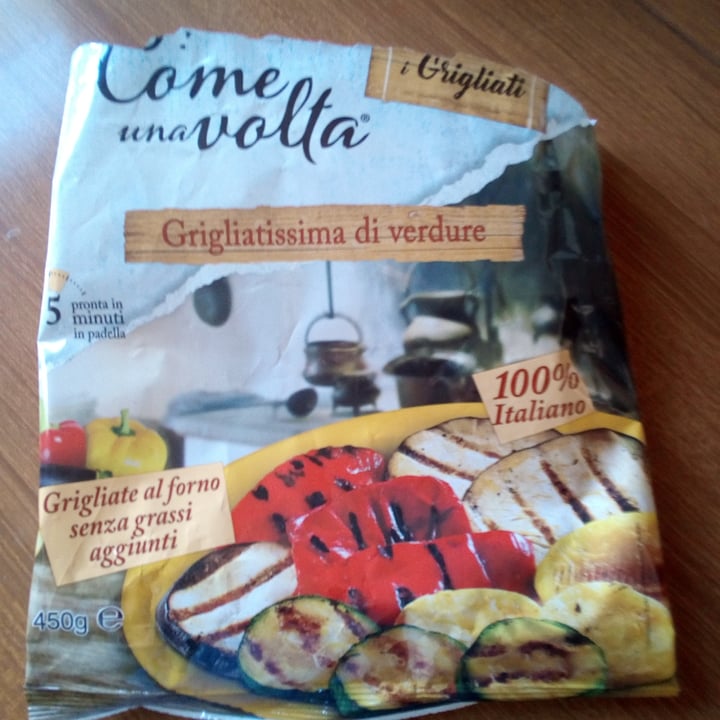 Come
una volta®
i Grigliati
Grigliatissima di verdure
5 pronta in
minuti
in padella
100%
Italiano
Grigliate al forno
senza grassi
aggiunti
450g e